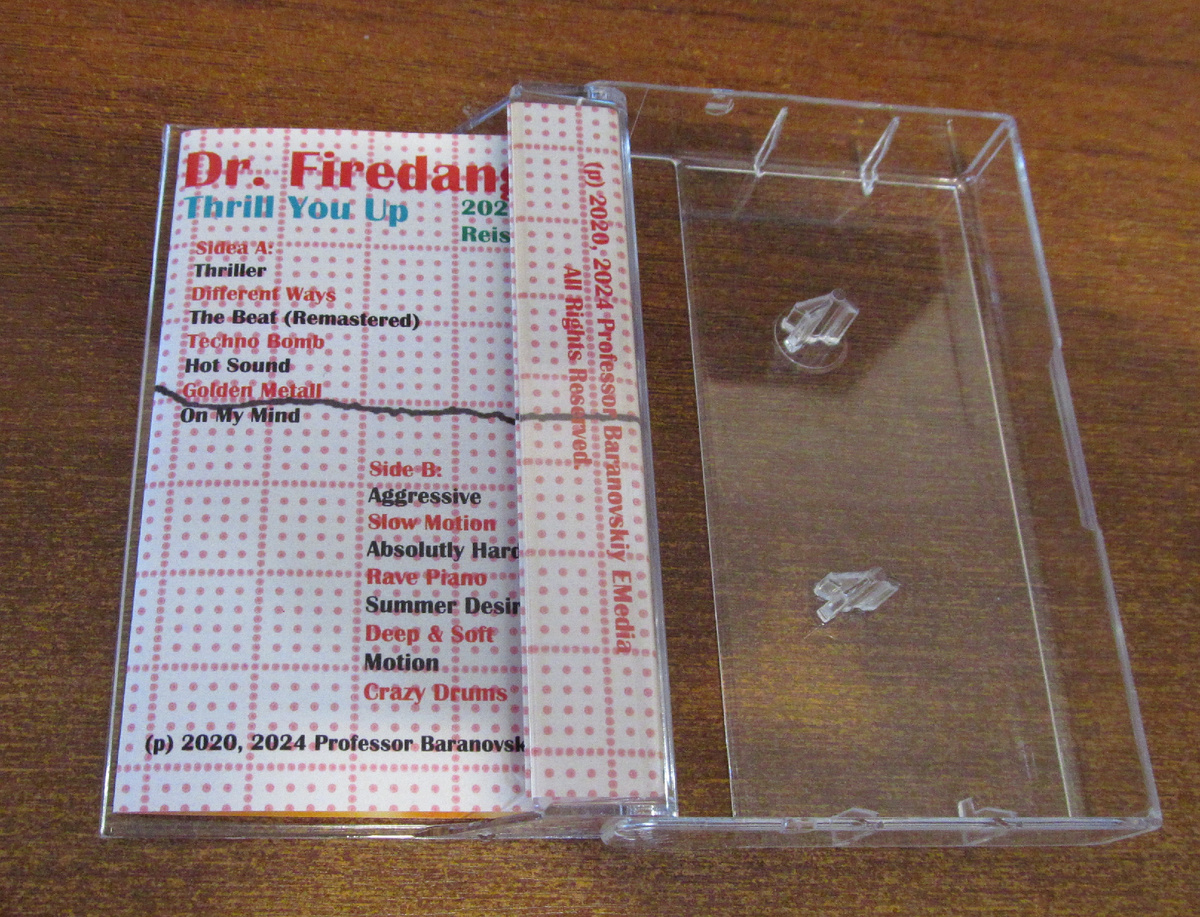 Dr. Firedang
Thrill You Up
202
Reis
Sidea A:
Thriller
Different Ways
The Beat (Remastered)
Techno Bomb
Hot Sound
Golden Metall
On My Mind
Side B:
Aggressive
Slow Motion
Absolutly Hard
Rave Piano
Summer Desir
Deep & Soft
Motion
Crazy Drums
(p) 2020, 2024 Professor Baranovsk
(p) 2020, 2024 Professor Baranovskiy EMedia
All Rights Reserved.